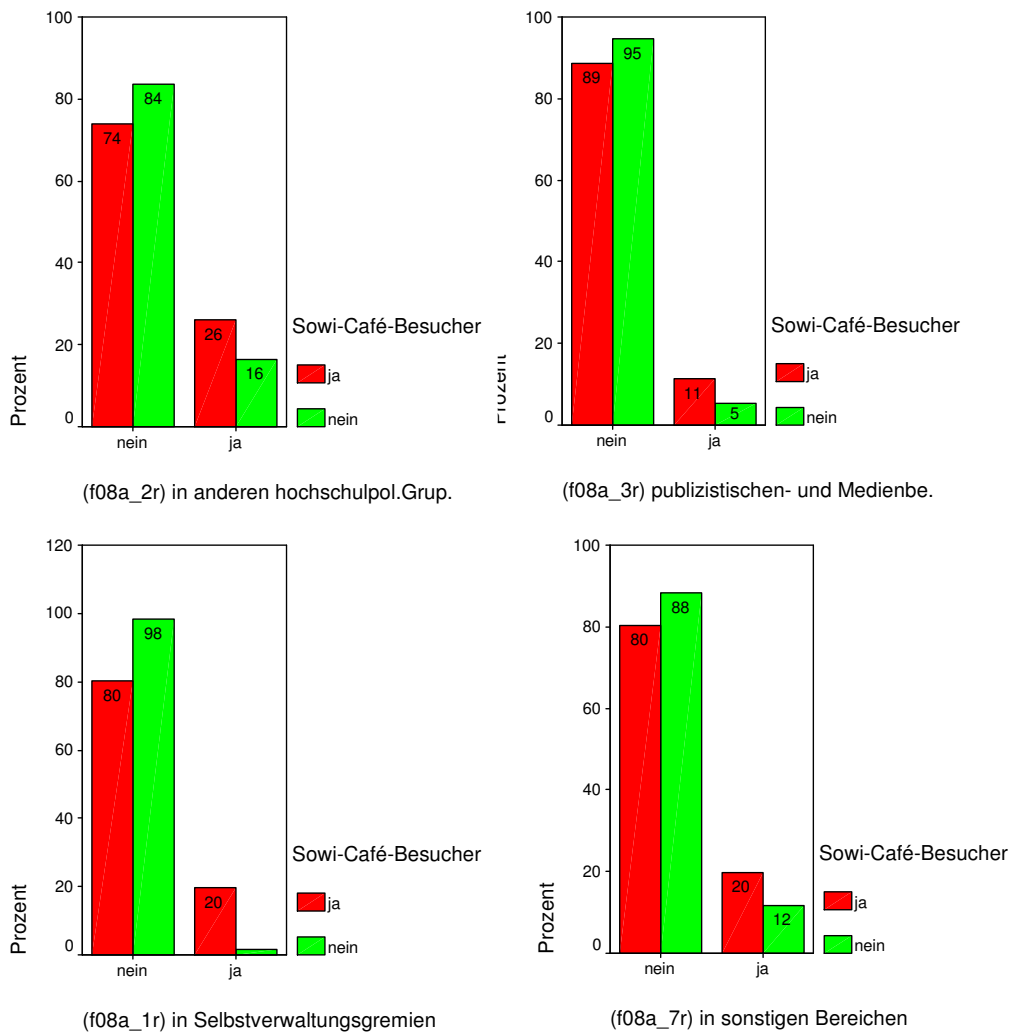 100
80
60
40
20
0
Prozent
74
84
26
16
nein
ja
Sowi-Café-Besucher
ja
nein
(f08a_2r) in anderen hochschulpol.Grup.
100
80
60
40
20
0
Prozent
89
95
11
5
nein
ja
Sowi-Café-Besucher
ja
nein
(f08a_3r) publizistischen- und Medienbe.
120
100
80
60
40
20
0
Prozent
80
98
20
nein
ja
Sowi-Café-Besucher
ja
nein
(f08a_1r) in Selbstverwaltungsgremien
100
80
60
40
20
0
Prozent
80
88
20
12
nein
ja
Sowi-Café-Besucher
ja
nein
(f08a_7r) in sonstigen Bereichen